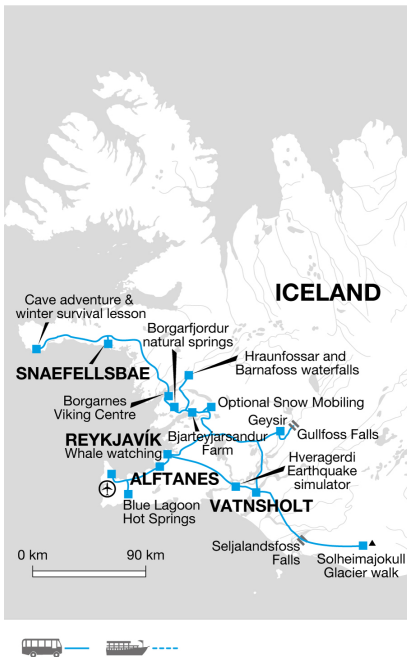 ICELAND
Cave adventure &
winter survival lesson
Borgarfjordur
natural springs
Hraunfossar and
Barnafoss waterfalls
SNAEFELLSBAE
Borgarnes
Viking Centre
Optional Snow Mobiling
Geysir
Gullfoss Falls
REYKJAVÍK
Whale watching
Bjarteyjarsandur
Farm
Hveragerdi
Earthquake
simulator
ALFTANES
VATNSHOLT
Blue Lagoon
Hot Springs
Seljalandsfoss
Falls
Solheimajokull
Glacier walk
0 km
90 km